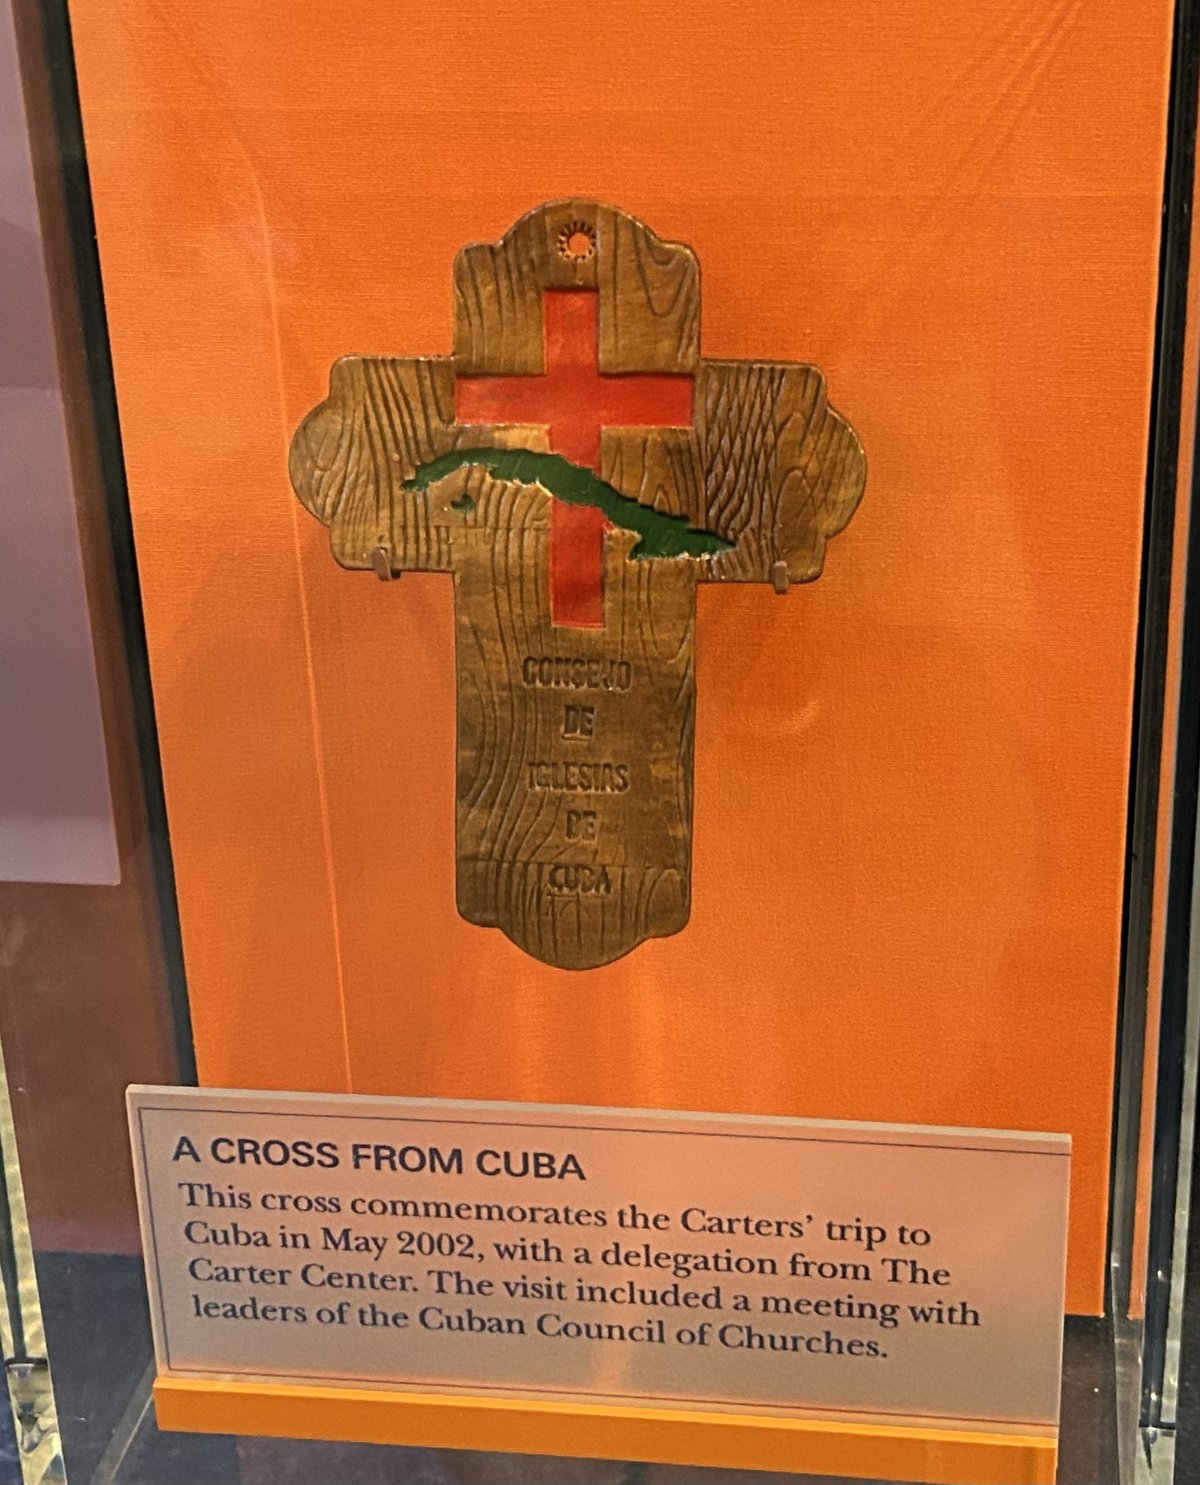 CONSEJO
DE
IGLESIAS
DE
CUBA
A CROSS FROM CUBA
This cross commemorates the Carters’ trip to
Cuba in May 2002, with a delegation from The
Carter Center. The visit included a meeting with
leaders of the Cuban Council of Churches.